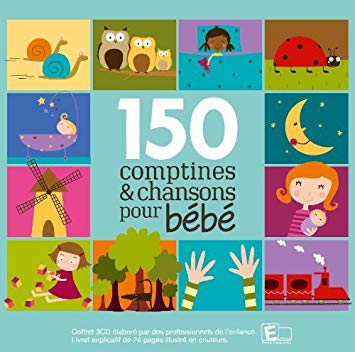 150
comptines
& chansons
pour bébé
Coffret 3CD élaboré par des professionnels de l'enfance.
Livret explicatif de 24 pages illustré en couleurs.
E